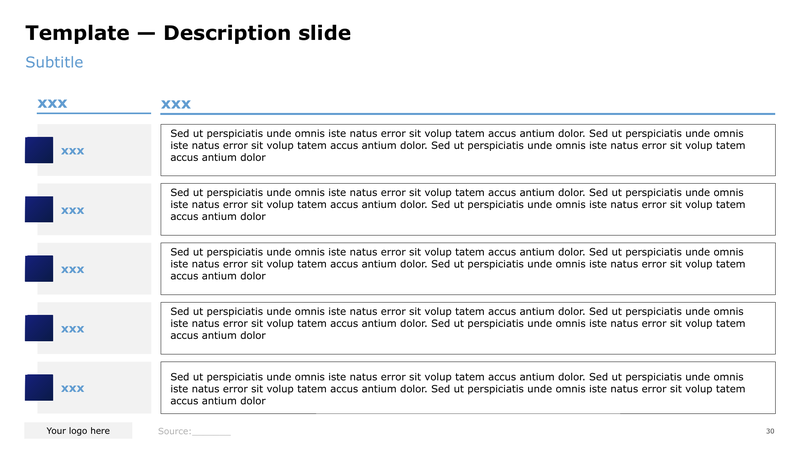 Template — Description slide
Subtitle
xxx
xxx
xxx
Sed ut perspiciatis unde omnis iste natus error sit volup tatem accus antium dolor. Sed ut perspiciatis unde omnis
iste natus error sit volup tatem accus antium dolor. Sed ut perspiciatis unde omnis iste natus error sit volup tatem
accus antium dolor
xxx
Sed ut perspiciatis unde omnis iste natus error sit volup tatem accus antium dolor. Sed ut perspiciatis unde omnis
iste natus error sit volup tatem accus antium dolor. Sed ut perspiciatis unde omnis iste natus error sit volup tatem
accus antium dolor
xxx
Sed ut perspiciatis unde omnis iste natus error sit volup tatem accus antium dolor. Sed ut perspiciatis unde omnis
iste natus error sit volup tatem accus antium dolor. Sed ut perspiciatis unde omnis iste natus error sit volup tatem
accus antium dolor
xxx
Sed ut perspiciatis unde omnis iste natus error sit volup tatem accus antium dolor. Sed ut perspiciatis unde omnis
iste natus error sit volup tatem accus antium dolor. Sed ut perspiciatis unde omnis iste natus error sit volup tatem
accus antium dolor
xxx
Sed ut perspiciatis unde omnis iste natus error sit volup tatem accus antium dolor. Sed ut perspiciatis unde omnis
iste natus error sit volup tatem accus antium dolor. Sed ut perspiciatis unde omnis iste natus error sit volup tatem
accus antium dolor
Your logo here
Source:_______
30